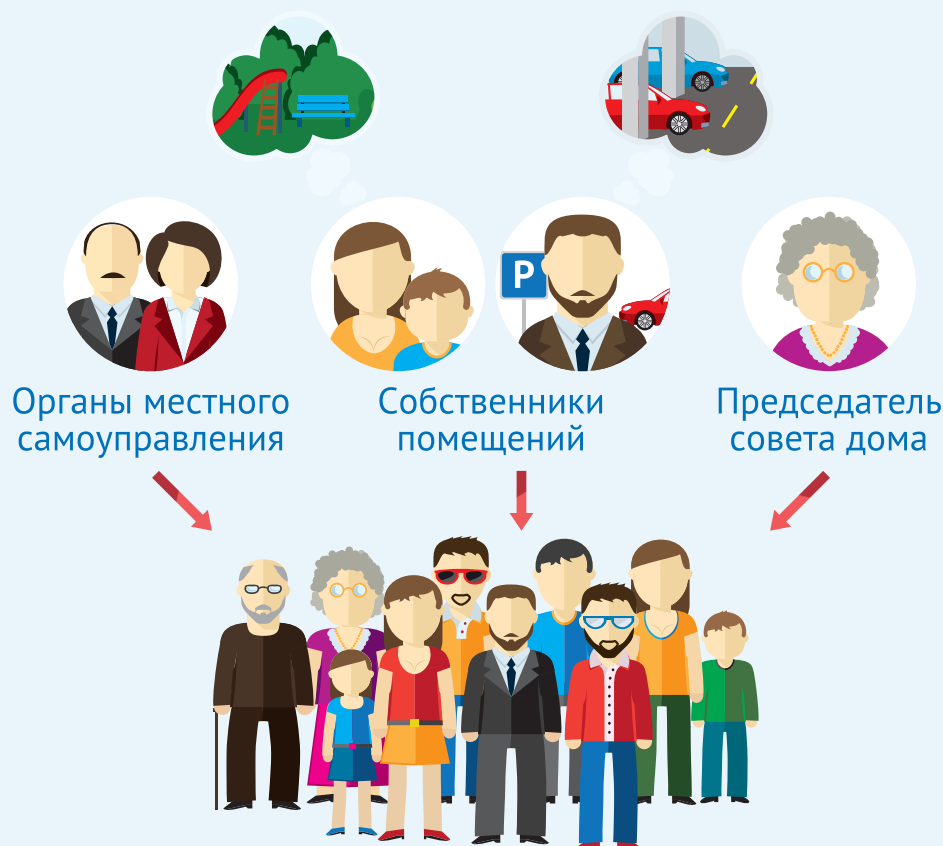 P
Органы местного
самоуправления
Собственники
помещений
Председатель
совета дома